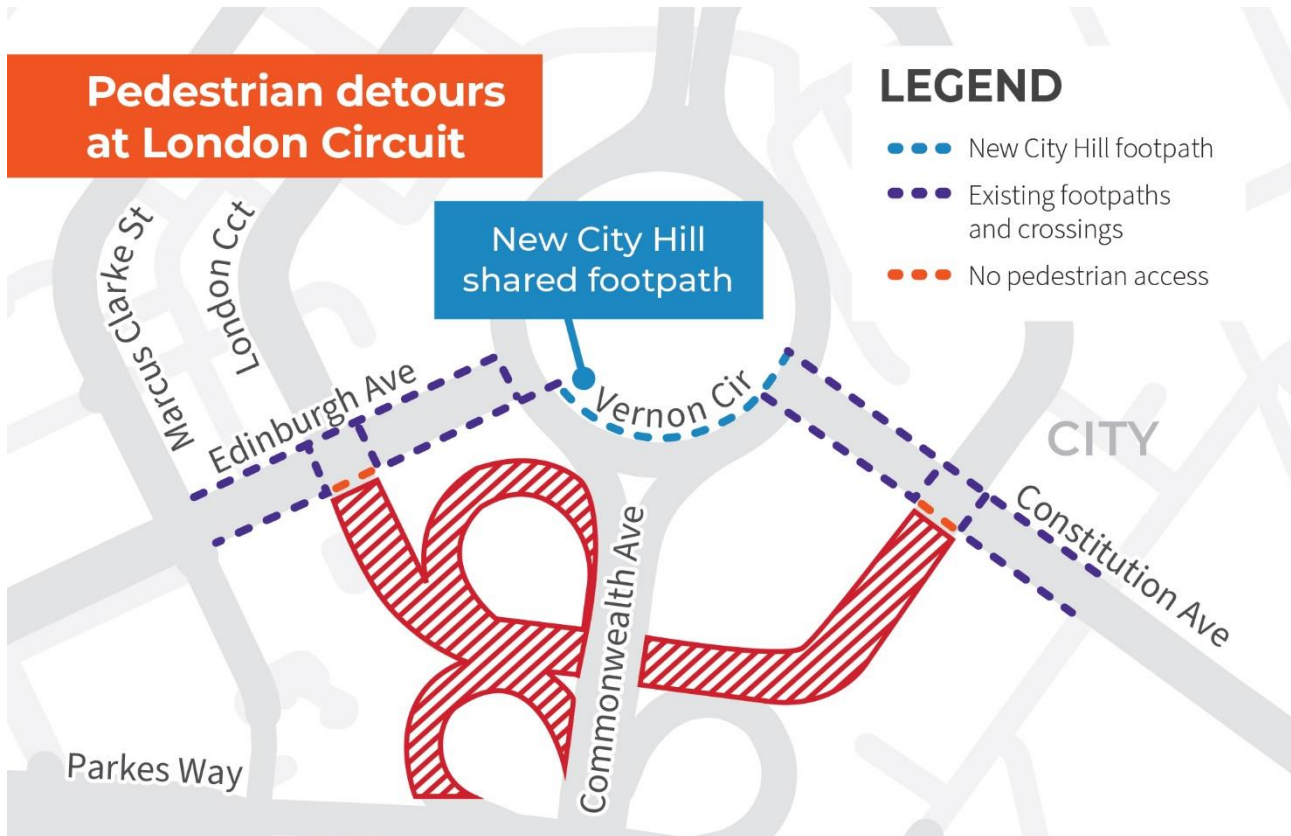 Pedestrian detours
at London Circuit
LEGEND
New City Hill footpath
Existing footpaths
and crossings
No pedestrian access
New City Hill
shared footpath
Marcus Clarke St
London Cct
Edinburgh Ave
Vernon Cir
CITY
Constitution Ave
Commonwealth Ave
Parkes Way